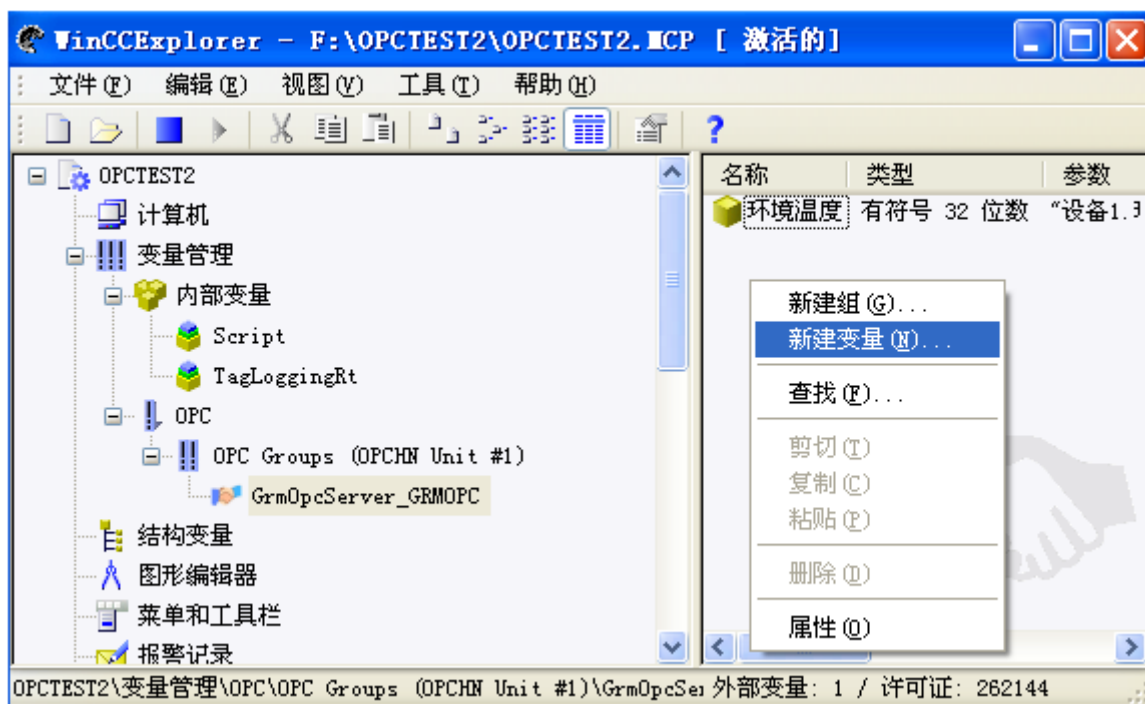 WinCCExplorer - F:\OPCTEST2\OPCTEST2.MCP [ 激活的]
文件(F) 编辑(E) 视图(V) 工具(T) 帮助(H)
OPCTEST2
计算机
变量管理
内部变量
Script
TagLoggingRt
OPC
OPC Groups (OPCHN Unit #1)
GrmOpcServer_GRMOPC
结构变量
图形编辑器
菜单和工具栏
报警记录
名称 类型 参数
环境温度 有符号 32 位数 “设备1.
新建组(G)...
新建变量(N)...
查找(F)...
剪切(T)
复制(C)
粘贴(P)
删除(D)
属性(O)
OPCTEST2\变量管理\OPC\OPC Groups (OPCHN Unit #1)\GrmOpcSer 外部变量: 1 / 许可证: 262144